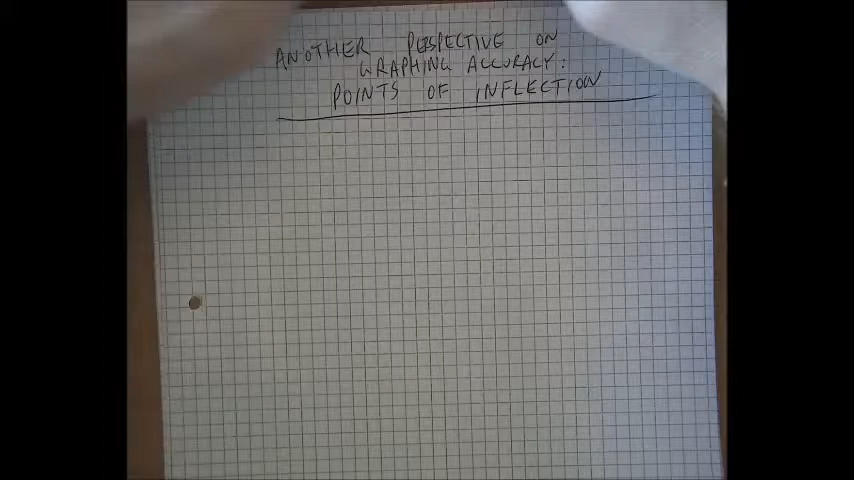 ANOTHER PERSPECTIVE ON
GRAPHING ACCURACY:
POINTS OF INFLECTION